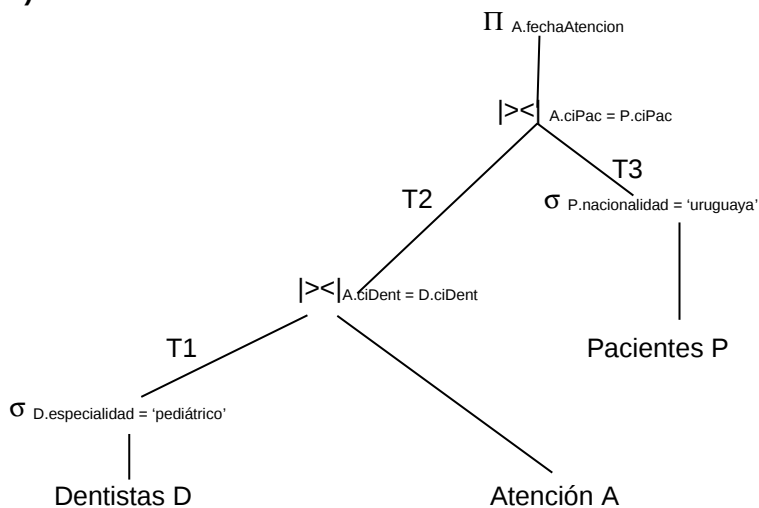 )
Π A.fechaAtencion
|><| A.ciPac = P.ciPac
T3
T2
σ P.nacionalidad = ‘uruguaya’
|><| A.ciDent = D.ciDent
Pacientes P
T1
σ D.especialidad = ‘pediátrico’
Dentistas D
Atención A